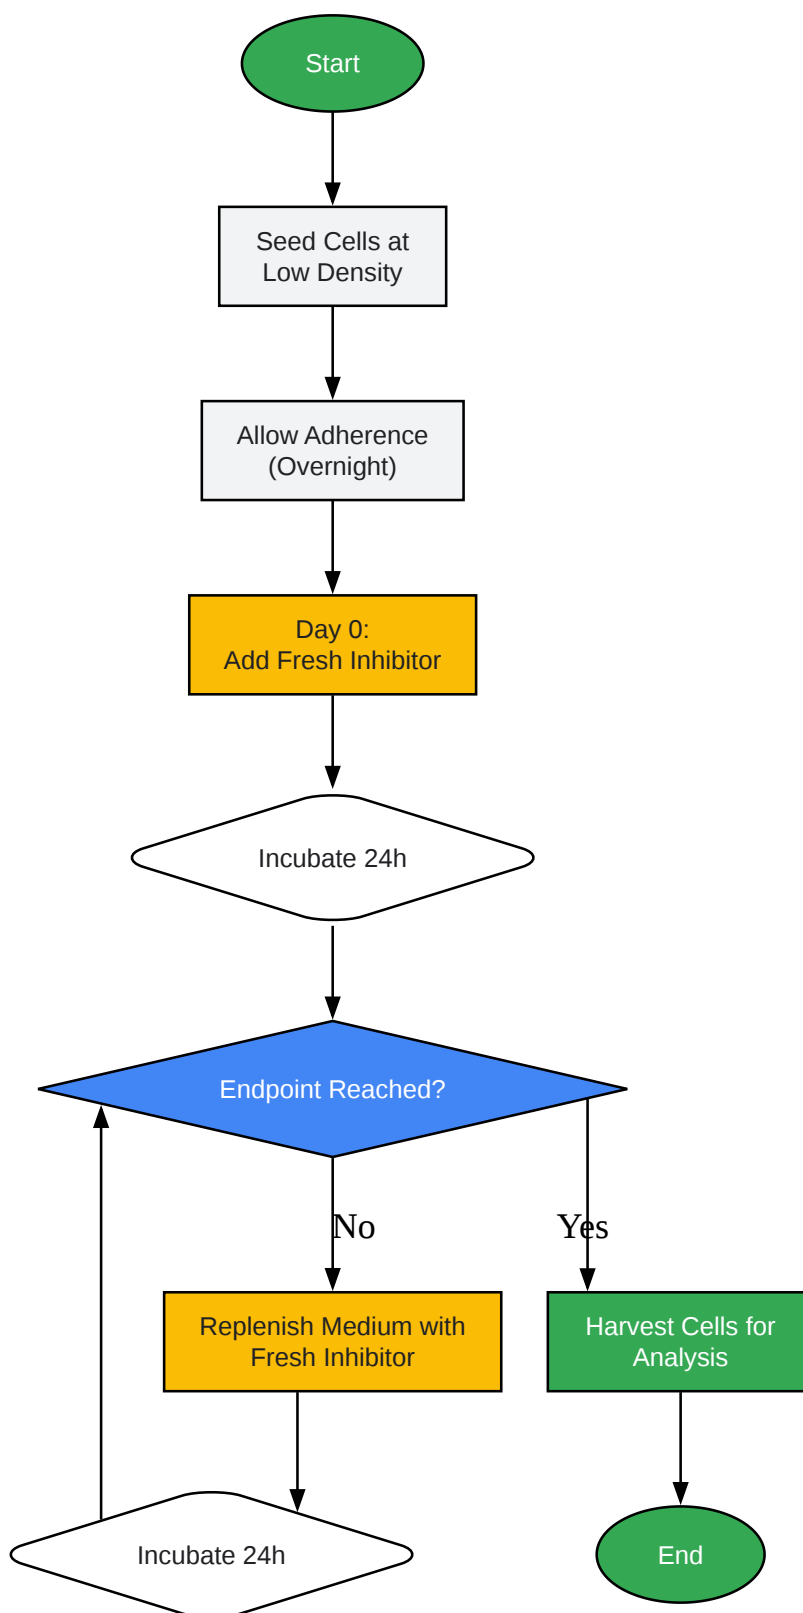 Start
Seed Cells at
Low Density
Allow Adherence
(Overnight)
Day 0:
Add Fresh Inhibitor
Incubate 24h
Endpoint Reached?
No
Yes
Replenish Medium with
Fresh Inhibitor
Harvest Cells for
Analysis
Incubate 24h
End